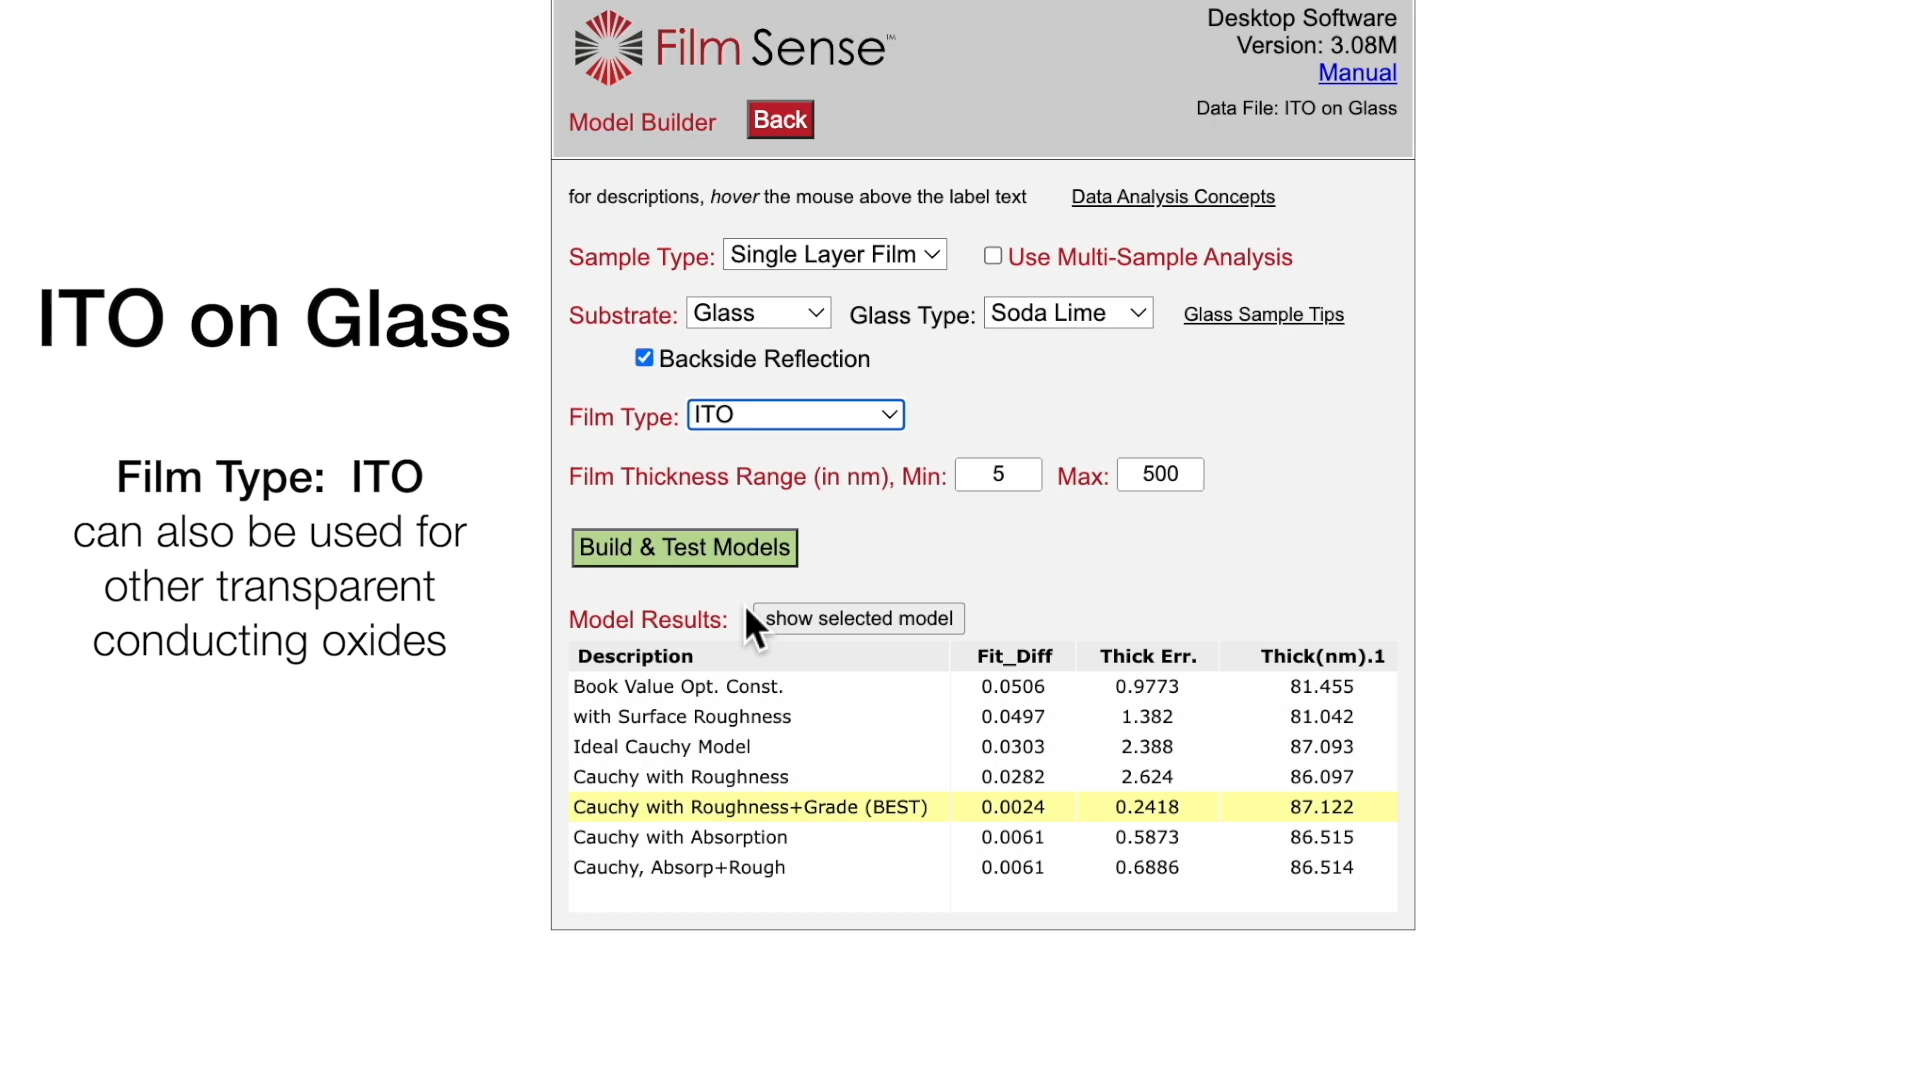 Film Sense™
Desktop Software
Version: 3.08M
Manual
Model Builder
Back
Data File: ITO on Glass
for descriptions, hover the mouse above the label text
Data Analysis Concepts
Sample Type: Single Layer Film
Use Multi-Sample Analysis
Substrate: Glass
Glass Type: Soda Lime
Glass Sample Tips
Backside Reflection
Film Type: ITO
Film Thickness Range (in nm), Min: 5 Max: 500
Build & Test Models
Model Results: show selected model
Description Fit_Diff Thick Err. Thick(nm).1
Book Value Opt. Const. 0.0506 0.9773 81.455
with Surface Roughness 0.0497 1.382 81.042
Ideal Cauchy Model 0.0303 2.388 87.093
Cauchy with Roughness 0.0282 2.624 86.097
Cauchy with Roughness+Grade (BEST) 0.0024 0.2418 87.122
Cauchy with Absorption 0.0061 0.5873 86.515
Cauchy, Absorp+Rough 0.0061 0.6886 86.514
ITO on Glass
Film Type: ITO
can also be used for
other transparent
conducting oxides